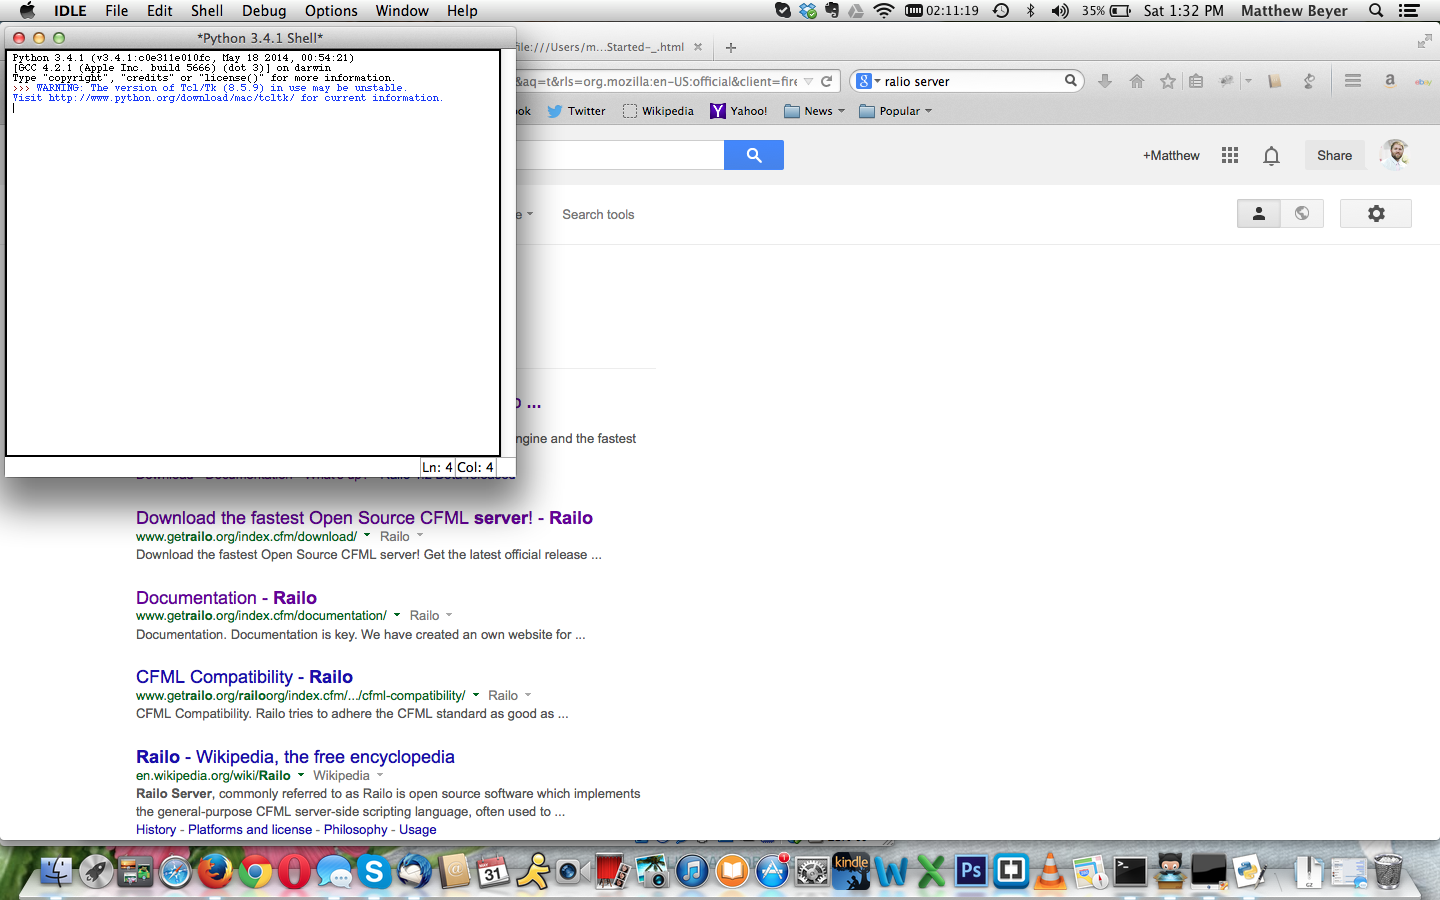 IDLE File Edit Shell Debug Options Window Help
02:11:19 35% Sat 1:32 PM Matthew Beyer
*Python 3.4.1 Shell*
Python 3.4.1 (v3.4.1:c0e311e010fc, May 18 2014, 00:54:21)
[GCC 4.2.1 (Apple Inc. build 5666) (dot 3)] on darwin
Type "copyright", "credits" or "license()" for more information.
>>> WARNING: The version of Tcl/Tk (8.5.9) in use may be unstable.
Visit http://www.python.org/download/mac/tcltk/ for current information.
Ln: 4 Col: 4
ile:///Users/m...Started-_.html
&aq=t&rls=org.mozilla:en-US:official&client=fire
ralio server
ok Twitter Wikipedia Yahoo! News Popular
+Matthew Share
e Search tools
o ...
ngine and the fastest
Download the fastest Open Source CFML server! - Railo
www.getrailo.org/index.cfm/download/ Railo
Download the fastest Open Source CFML server! Get the latest official release ...
Documentation - Railo
www.getrailo.org/index.cfm/documentation/ Railo
Documentation. Documentation is key. We have created an own website for ...
CFML Compatibility - Railo
www.getrailo.org/railoorg/index.cfm/.../cfml-compatibility/ Railo
CFML Compatibility. Railo tries to adhere the CFML standard as good as ...
Railo - Wikipedia, the free encyclopedia
en.wikipedia.org/wiki/Railo Wikipedia
Railo Server, commonly referred to as Railo is open source software which implements
the general-purpose CFML server-side scripting language, often used to ...
History - Platforms and license - Philosophy - Usage
31
kindle
Ps